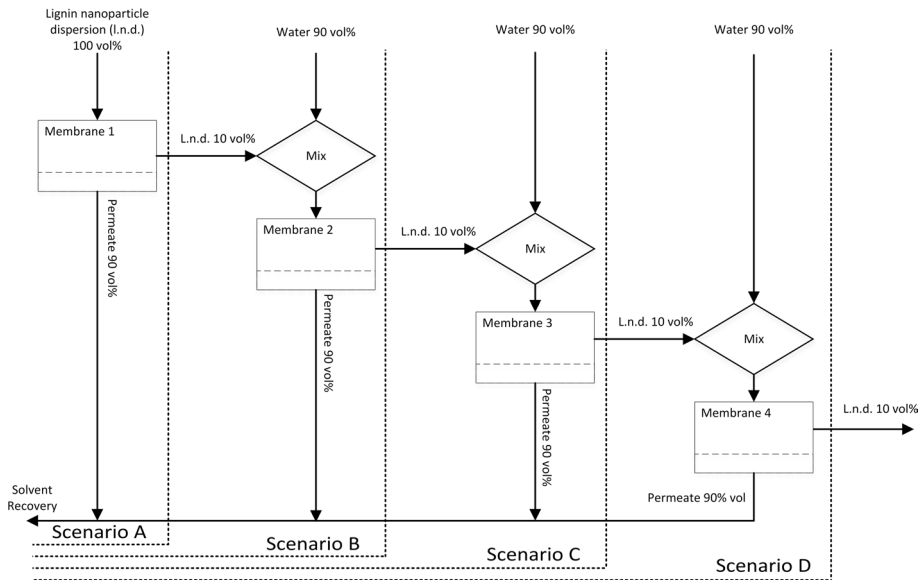 Lignin nanoparticle
dispersion (l.n.d.)
100 vol%
Water 90 vol%
Water 90 vol%
Water 90 vol%
Membrane 1
L.n.d. 10 vol%
Mix
Permeate 90 vol%
Membrane 2
L.n.d. 10 vol%
Mix
Permeate 90 vol%
Membrane 3
L.n.d. 10 vol%
Mix
Permeate 90 vol%
Membrane 4
L.n.d. 10 vol%
Permeate 90% vol
Solvent
Recovery
Scenario A
Scenario B
Scenario C
Scenario D